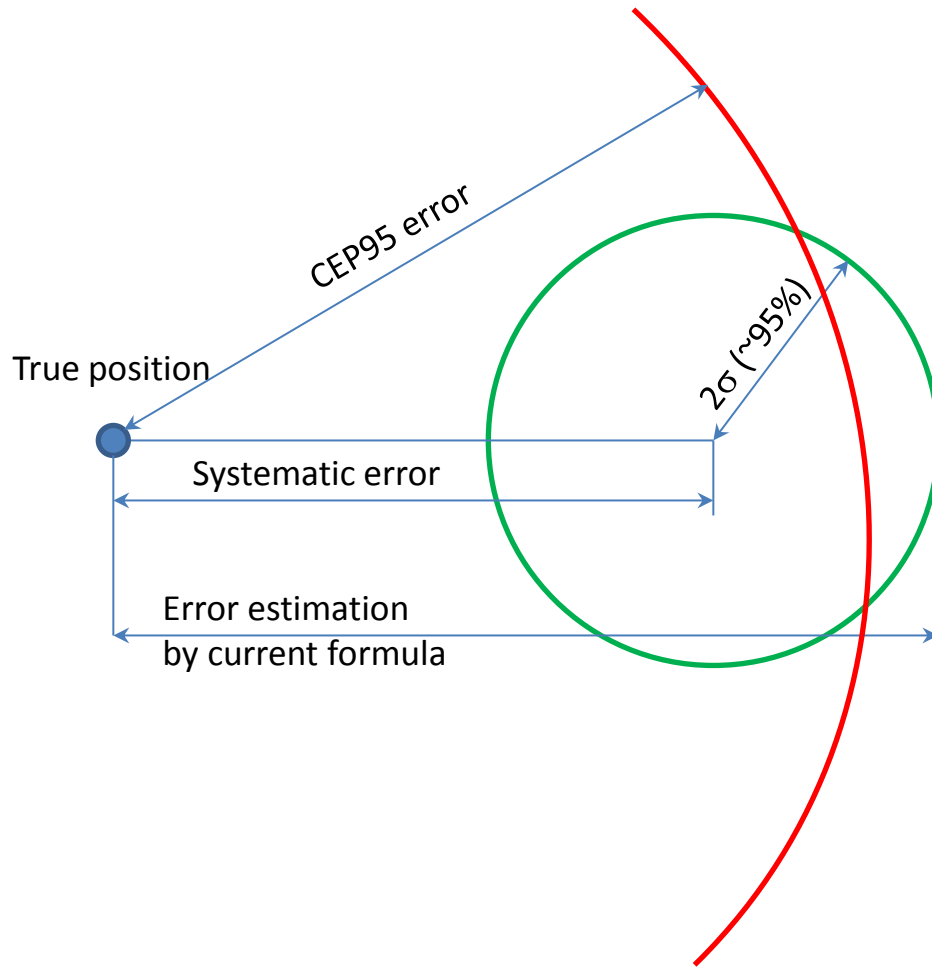 CEP95 error
2σ (~95%)
True position
Systematic error
Error estimation
by current formula